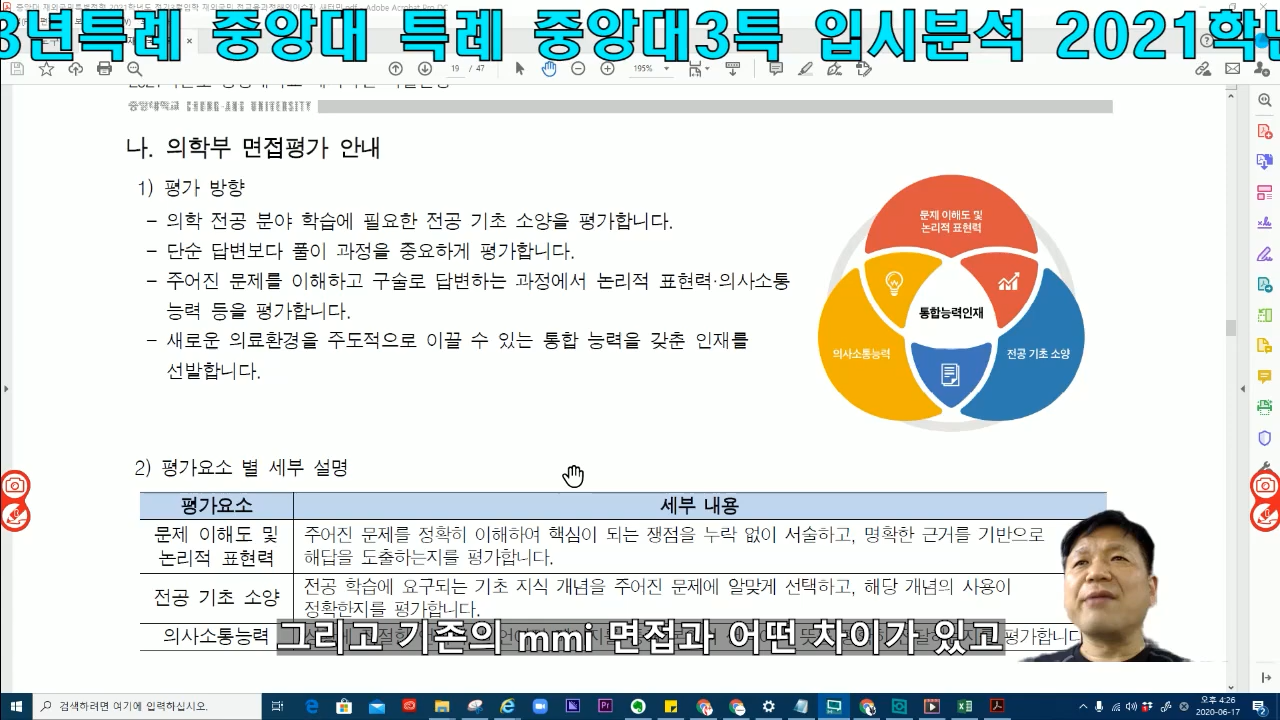 3년특례 중앙대 특례 중앙대3특 입시분석 2021학년
19 / 47
195%
중앙대학교 CHUNG-ANG UNIVERSITY
나. 의학부 면접평가 안내
1) 평가 방향
– 의학 전공 분야 학습에 필요한 전공 기초 소양을 평가합니다.
– 단순 답변보다 풀이 과정을 중요하게 평가합니다.
– 주어진 문제를 이해하고 구술로 답변하는 과정에서 논리적 표현력·의사소통
능력 등을 평가합니다.
– 새로운 의료환경을 주도적으로 이끌 수 있는 통합 능력을 갖춘 인재를
선발합니다.
문제 이해도 및
논리적 표현력
통합능력인재
의사소통능력
전공 기초 소양
2) 평가요소 별 세부 설명
평가요소
세부 내용
문제 이해도 및
논리적 표현력
주어진 문제를 정확히 이해하여 핵심이 되는 쟁점을 누락 없이 서술하고, 명확한 근거를 기반으로
해답을 도출하는지를 평가합니다.
전공 기초 소양
전공 학습에 요구되는 기초 지식 개념을 주어진 문제에 알맞게 선택하고, 해당 개념의 사용이
정확한지를 평가합니다.
의사소통능력
평가합니다
그리고 기존의 mmi 면접과 어떤 차이가 있고
검색하려면 여기에 입력하십시오.
오후 4:26
2020-06-17